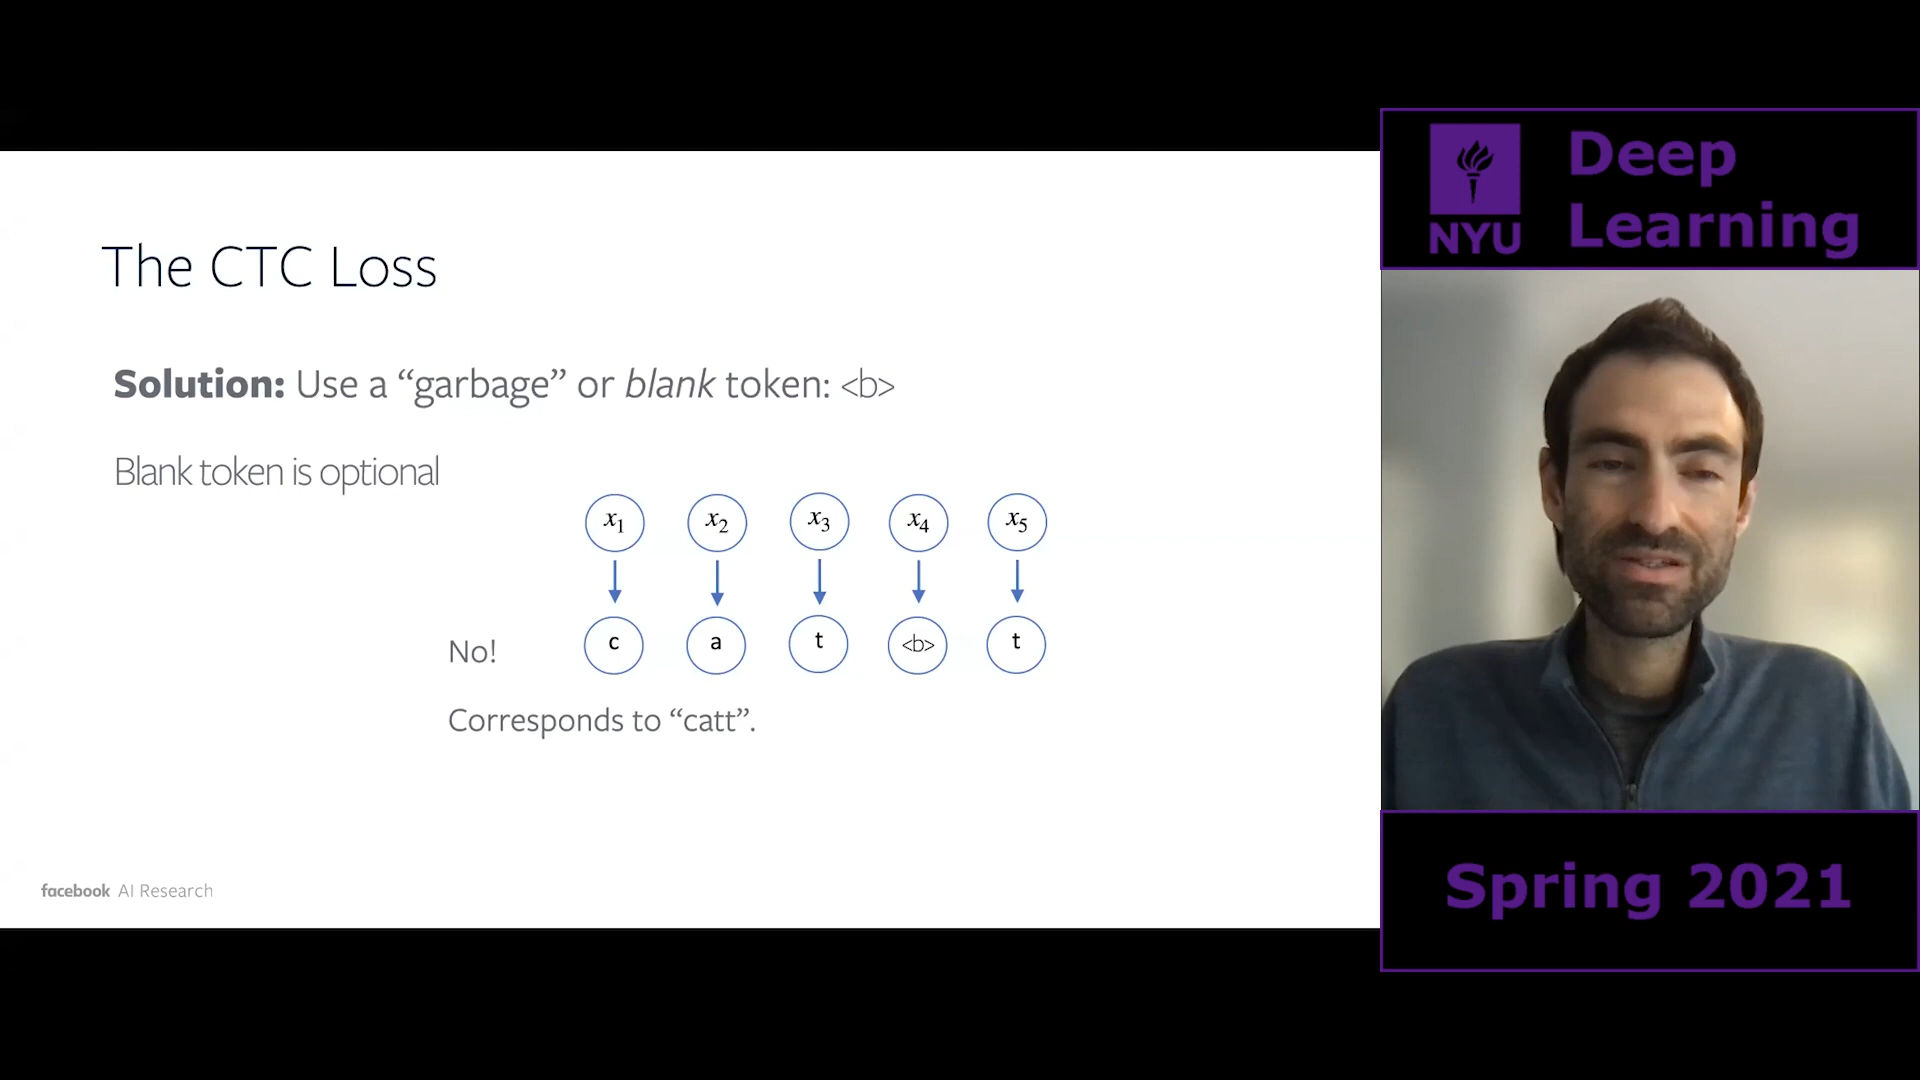 The CTC Loss
Solution: Use a “garbage” or blank token: <b>
Blank token is optional
x1 x2 x3 x4 x5
No! c a t <b> t
Corresponds to “catt”.
facebook AI Research
NYU
Deep
Learning
Spring 2021